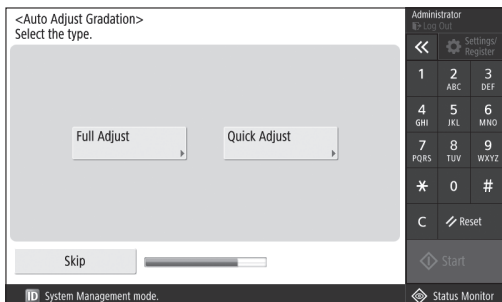 <Auto Adjust Gradation>
Select the type.
Full Adjust
Quick Adjust
Skip
ID System Management mode.
Administrator
Log Out
Settings/
Register
1
2
ABC
3
DEF
4
GHI
5
JKL
6
MNO
7
PQRS
8
TUV
9
WXYZ
*
0
#
C
Reset
Start
Status Monitor